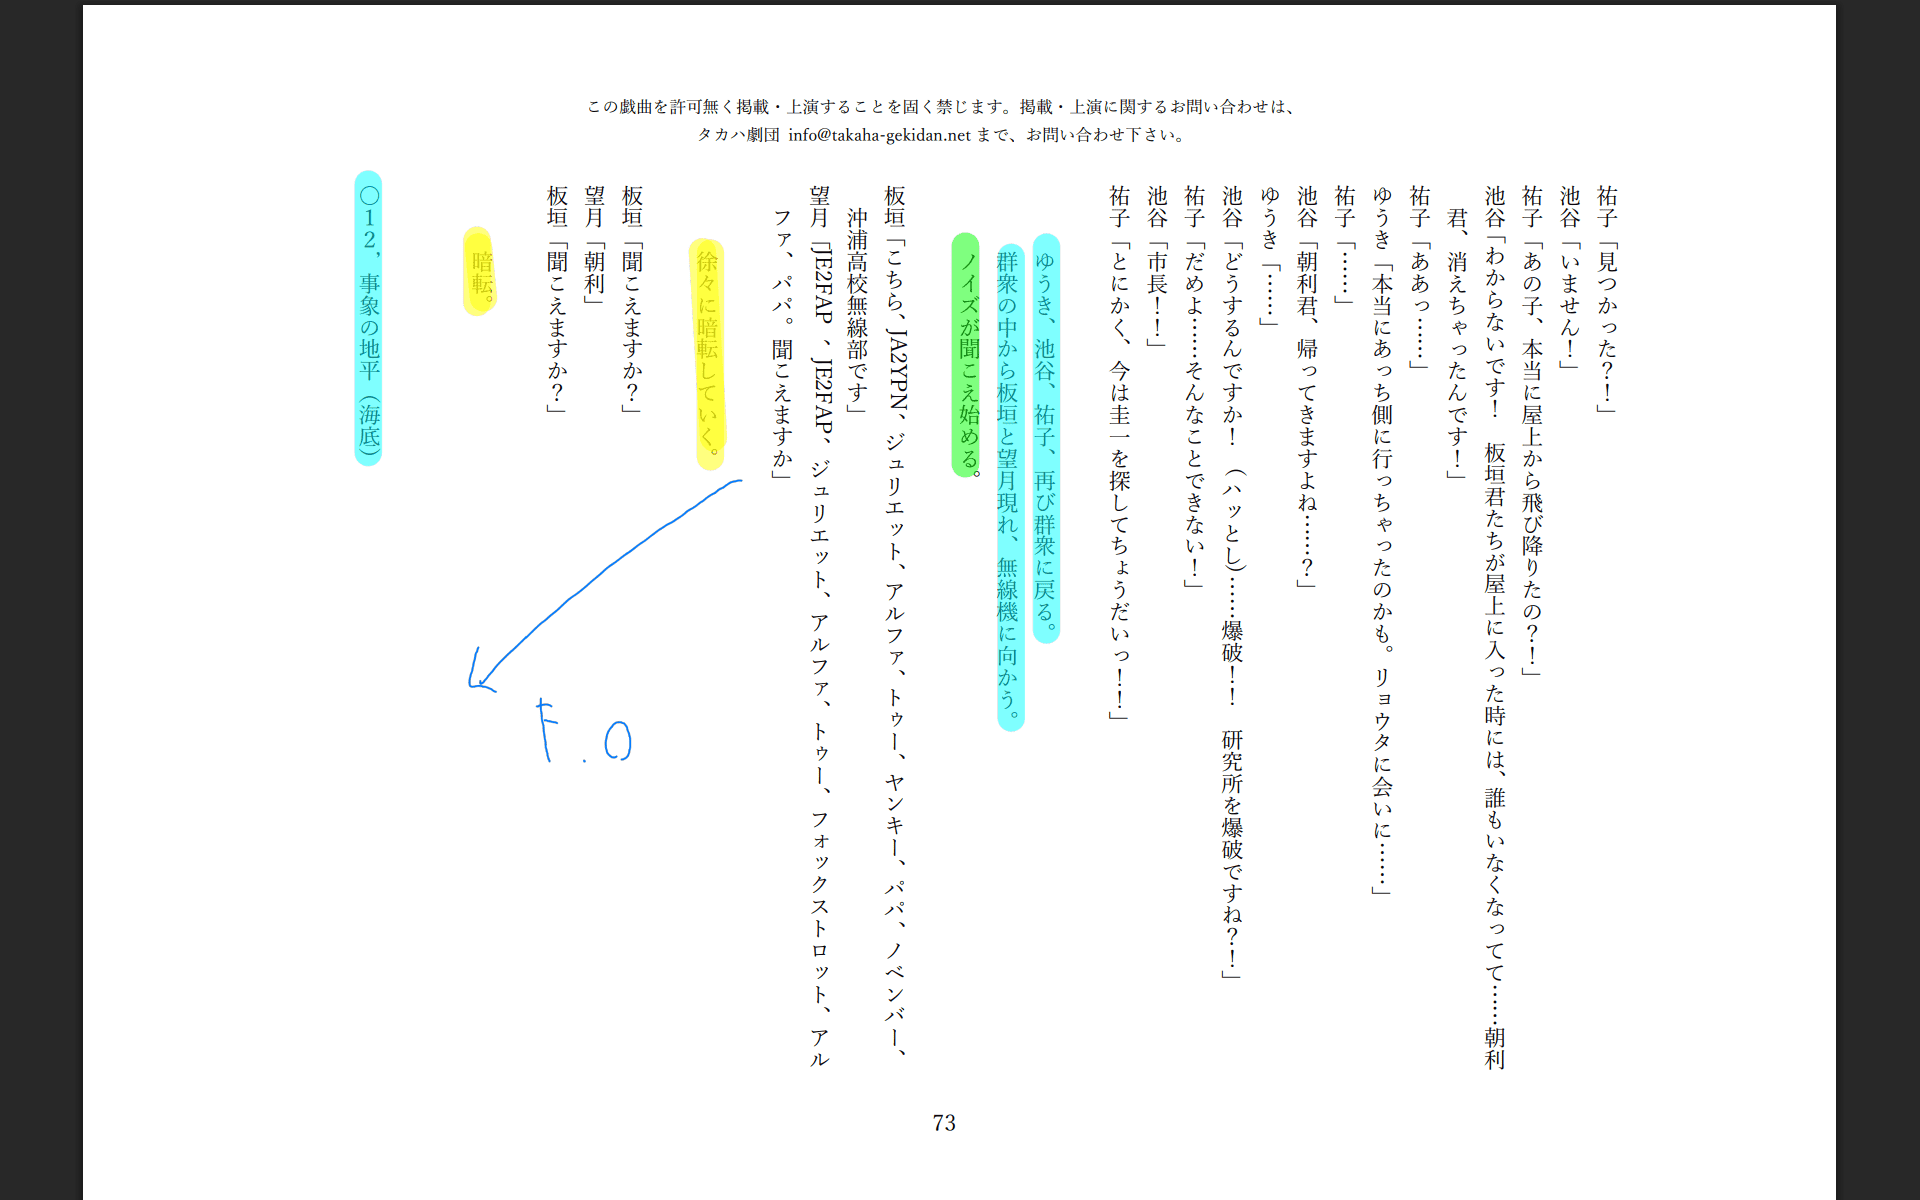 この戯曲を許可無く掲載・上演することを固く禁じます。掲載・上演に関するお問い合わせは、
タカハ劇団 info@takaha-gekidan.net まで、お問い合わせ下さい。
祐子「見つかった？！」
池谷「いません！」
祐子「あの子、本当に屋上から飛び降りたの？！」
池谷「わからないです！　板垣君たちが屋上に入った時には、誰もいなくなってて……朝利
君、消えちゃったんです！」
祐子「ああっ……」
ゆうき「本当にあっち側に行っちゃったのかも。リョウタに会いに……」
祐子「……」
池谷「朝利君、帰ってきますよね……？」
ゆうき「……」
池谷「どうするんですか！（ハッとし）……爆破！！　研究所を爆破ですね？！」
祐子「だめよ……そんなことできない！」
池谷「市長！！」
祐子「とにかく、今は圭一を探してちょうだいっ！！」
ゆうき、池谷、祐子、再び群衆に戻る。
群衆の中から板垣と望月現れ、無線機に向かう。
ノイズが聞こえ始める。
板垣「こちら、JA2YPN、ジュリエット、アルファ、トゥー、ヤンキー、パパ、ノベンバー、
沖浦高校無線部です」
望月「JE2FAP 、JE2FAP、ジュリエット、アルファ、トゥー、フォックストロット、アル
ファ、パパ。聞こえますか」
徐々に暗転していく。
板垣「聞こえますか？」
望月「朝利」
板垣「聞こえますか？」
暗転。
〇１２，事象の地平（海底）
F.O
73